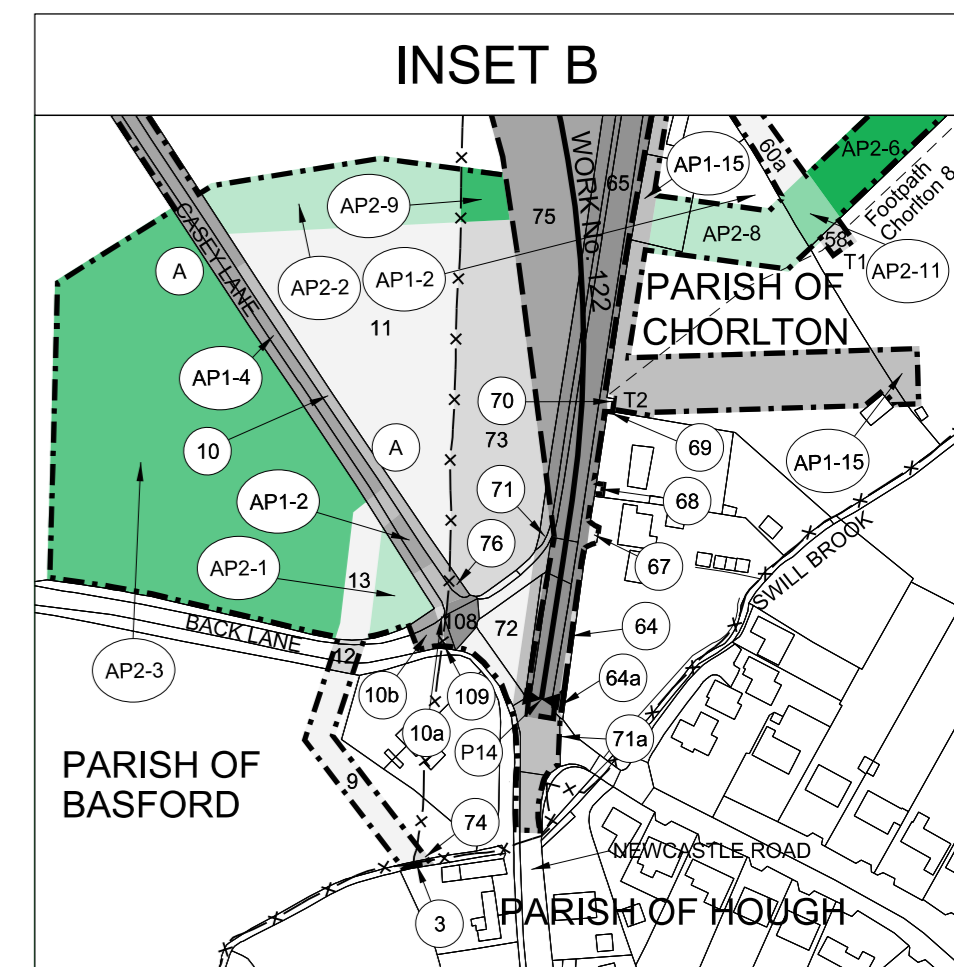 INSET B
60a
AP2-6
AP1-15
WORK No. 122
65
Footpath
Chorlton 8
AP2-9
75
AP2-8
58
T1
CASEY LANE
A
AP2-2
AP1-2
AP2-11
11
PARISH OF
CHORLTON
AP1-4
70
T2
10
A
73
69
AP1-15
AP1-2
71
68
76
67
SWILL BROOK
AP2-1
13
BACK LANE
108
72
64
12
AP2-3
10b
109
64a
10a
P14
71a
PARISH OF
BASFORD
9
74
NEWCASTLE ROAD
3
PARISH OF HOUGH